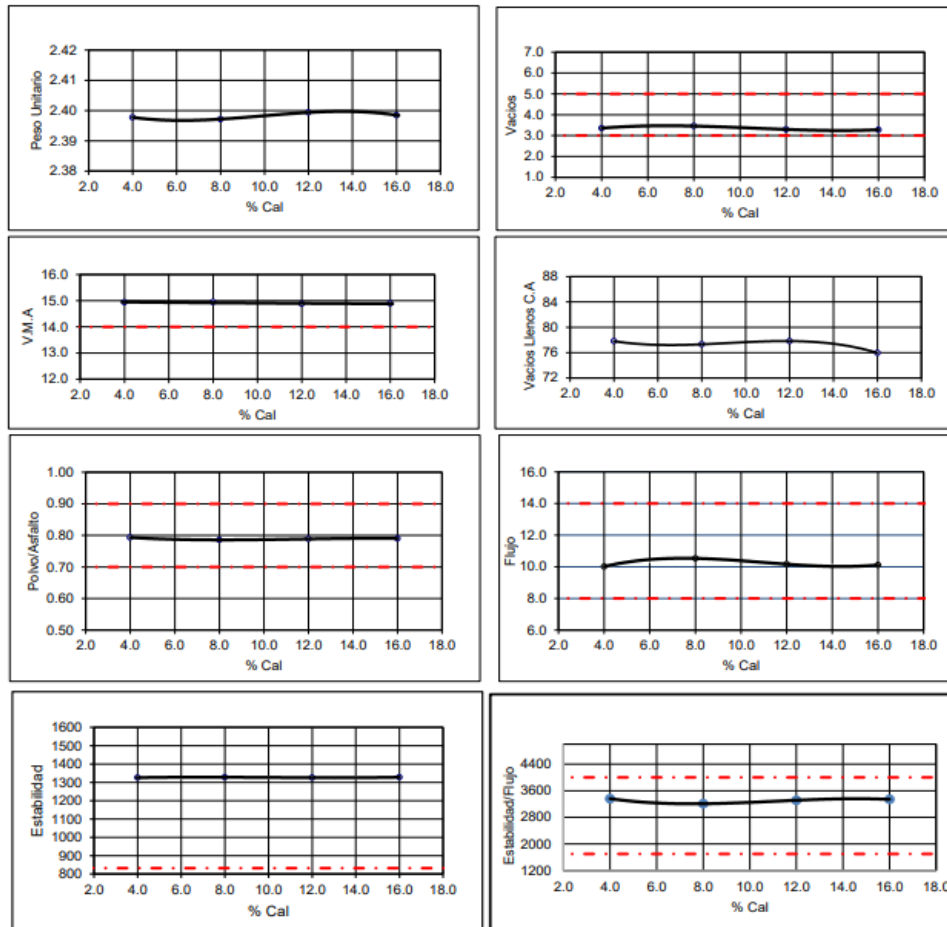 Peso Unitario
2.42
2.41
2.40
2.39
2.38
2.0 4.0 6.0 8.0 10.0 12.0 14.0 16.0 18.0
% Cal
Vacios
7.0
6.0
5.0
4.0
3.0
2.0
1.0
2.0 4.0 6.0 8.0 10.0 12.0 14.0 16.0 18.0
% Cal
V.M.A
16.0
15.0
14.0
13.0
12.0
2.0 4.0 6.0 8.0 10.0 12.0 14.0 16.0 18.0
% Cal
Vacios Llenos C.A
88
84
80
76
72
2.0 4.0 6.0 8.0 10.0 12.0 14.0 16.0 18.0
% Cal
Polvo/Asfalto
1.00
0.90
0.80
0.70
0.60
0.50
2.0 4.0 6.0 8.0 10.0 12.0 14.0 16.0 18.0
% Cal
Flujo
16.0
14.0
12.0
10.0
8.0
6.0
2.0 4.0 6.0 8.0 10.0 12.0 14.0 16.0 18.0
% Cal
Estabilidad
1600
1500
1400
1300
1200
1100
1000
900
800
2.0 4.0 6.0 8.0 10.0 12.0 14.0 16.0 18.0
% Cal
Estabilidad/Flujo
4400
3600
2800
2000
1200
2.0 4.0 6.0 8.0 10.0 12.0 14.0 16.0 18.0
% Cal